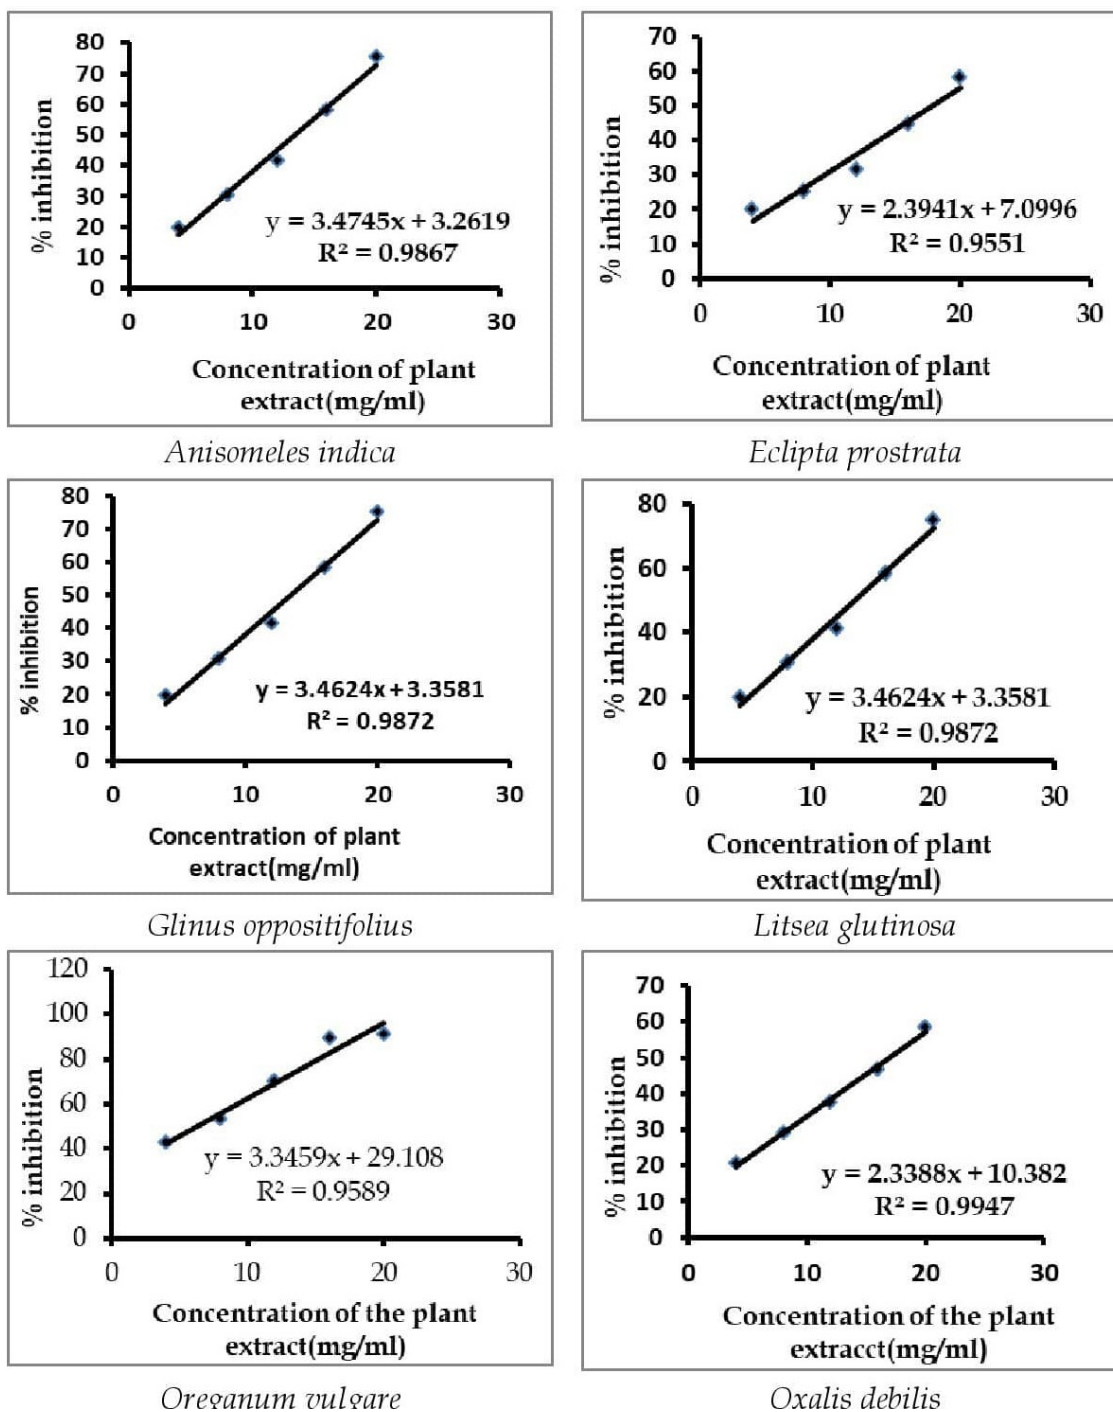 80
70
60
50
40
30
20
10
0
% inhibition
y = 3.4745x + 3.2619
R² = 0.9867
0 10 20 30
Concentration of plant
extract(mg/ml)
Anisomeles indica
70
60
50
40
30
20
10
0
% inhibition
y = 2.3941x + 7.0996
R² = 0.9551
0 10 20 30
Concentration of plant
extract(mg/ml)
Eclipta prostrata
80
70
60
50
40
30
20
10
0
% inhibition
y = 3.4624x + 3.3581
R² = 0.9872
0 10 20 30
Concentration of plant
extract(mg/ml)
Glinus oppositifolius
80
60
40
20
0
% inhibition
y = 3.4624x + 3.3581
R² = 0.9872
0 10 20 30
Concentration of plant
extract(mg/ml)
Litsea glutinosa
120
100
80
60
40
20
0
% inhibition
y = 3.3459x + 29.108
R² = 0.9589
0 10 20 30
Concentration of the plant
extract(mg/ml)
Oreganum vulgare
70
60
50
40
30
20
10
0
% inhibition
y = 2.3388x + 10.382
R² = 0.9947
0 10 20 30
Concentration of the plant
extracct(mg/ml)
Oxalis debilis